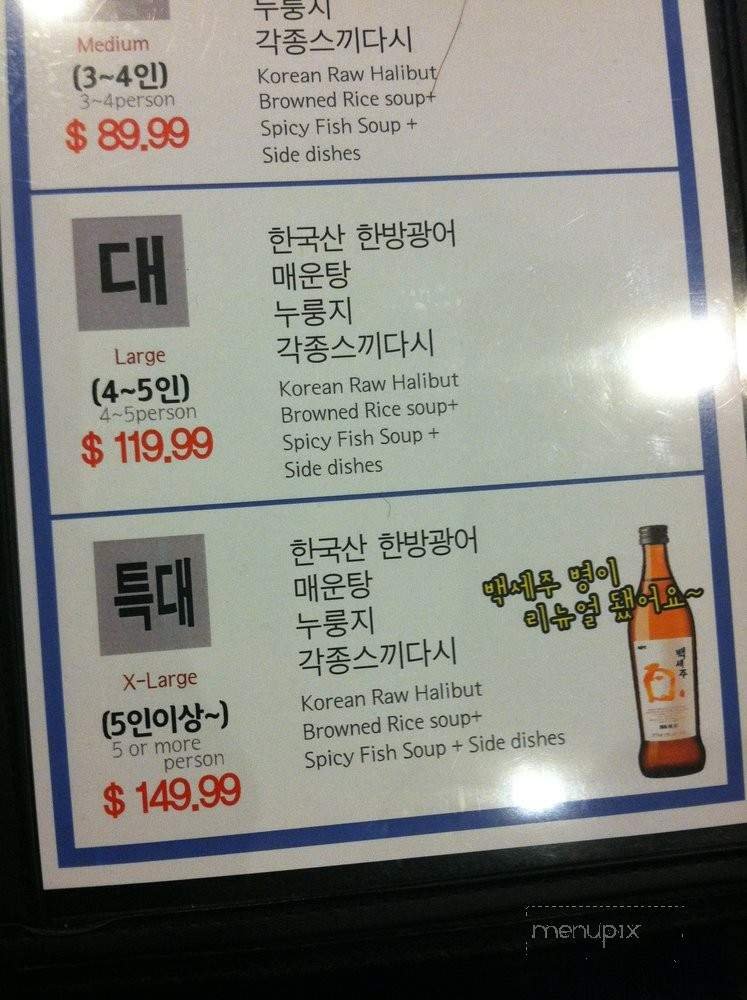 누룽지
각종스끼다시
Medium
(3~4인)
3~4person
$ 89.99
Korean Raw Halibut
Browned Rice soup+
Spicy Fish Soup +
Side dishes
대
Large
(4~5인)
4~5person
$ 119.99
한국산 한방광어
매운탕
누룽지
각종스끼다시
Korean Raw Halibut
Browned Rice soup+
Spicy Fish Soup +
Side dishes
특대
X-Large
(5인이상~)
5 or more
person
$ 149.99
한국산 한방광어
매운탕
누룽지
각종스끼다시
Korean Raw Halibut
Browned Rice soup+
Spicy Fish Soup + Side dishes
백세주 병이
리뉴얼 됐어요~
백세주
menupix